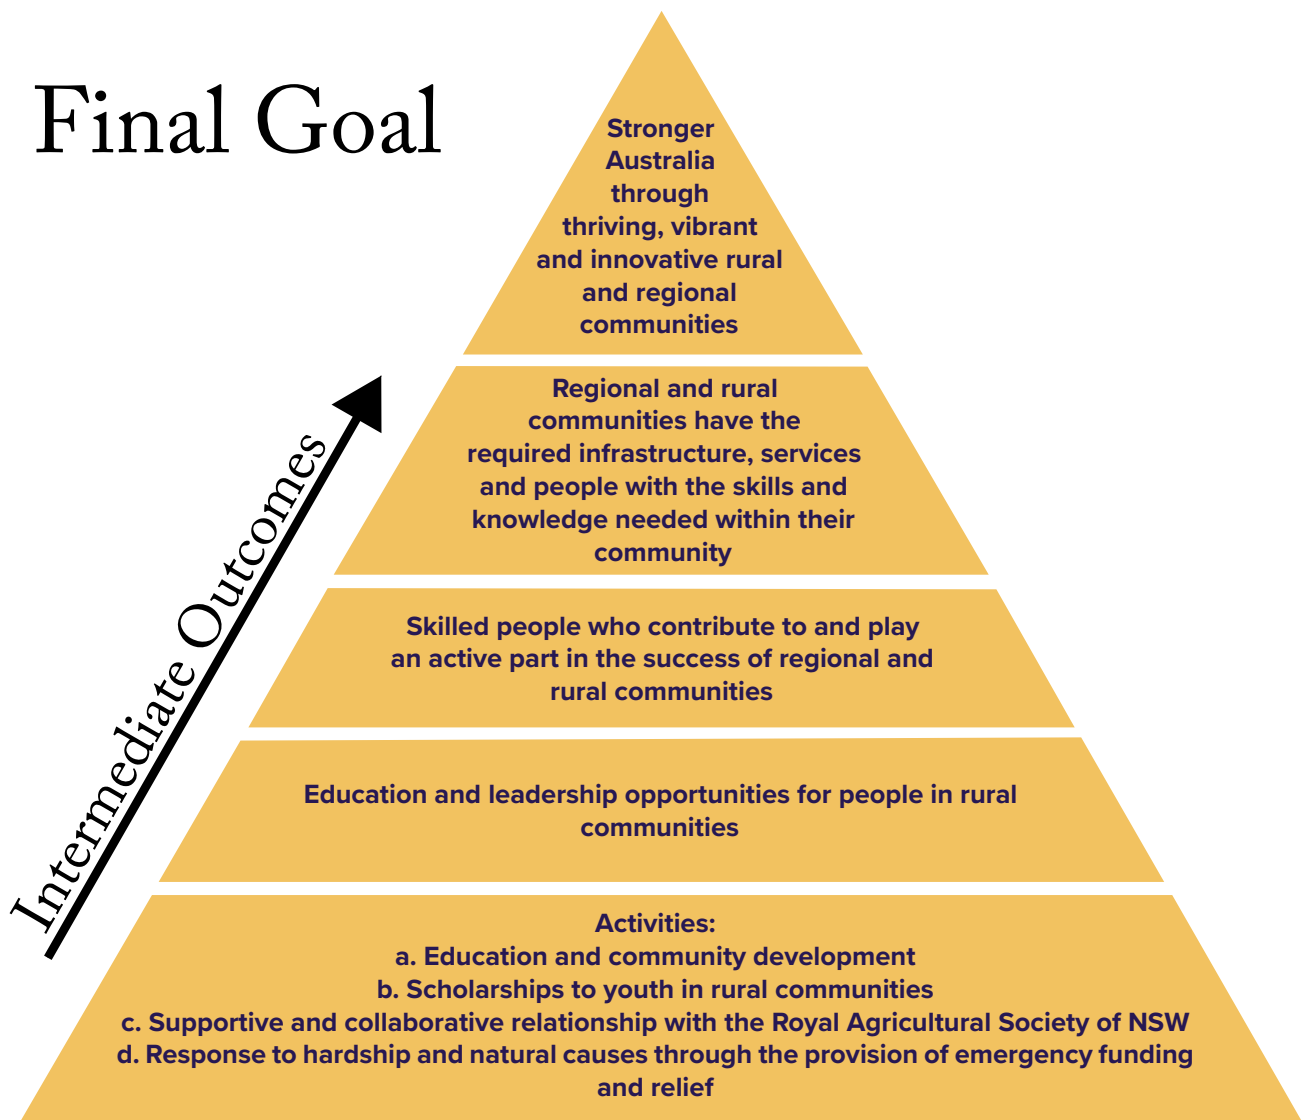 Final Goal
Stronger
Australia
through
thriving, vibrant
and innovative rural
and regional
communities
Intermediate Outcomes
Regional and rural
communities have the
required infrastructure, services
and people with the skills and
knowledge needed within their
community
Skilled people who contribute to and play
an active part in the success of regional and
rural communities
Education and leadership opportunities for people in rural
communities
Activities:
a. Education and community development
b. Scholarships to youth in rural communities
c. Supportive and collaborative relationship with the Royal Agricultural Society of NSW
d. Response to hardship and natural causes through the provision of emergency funding
and relief